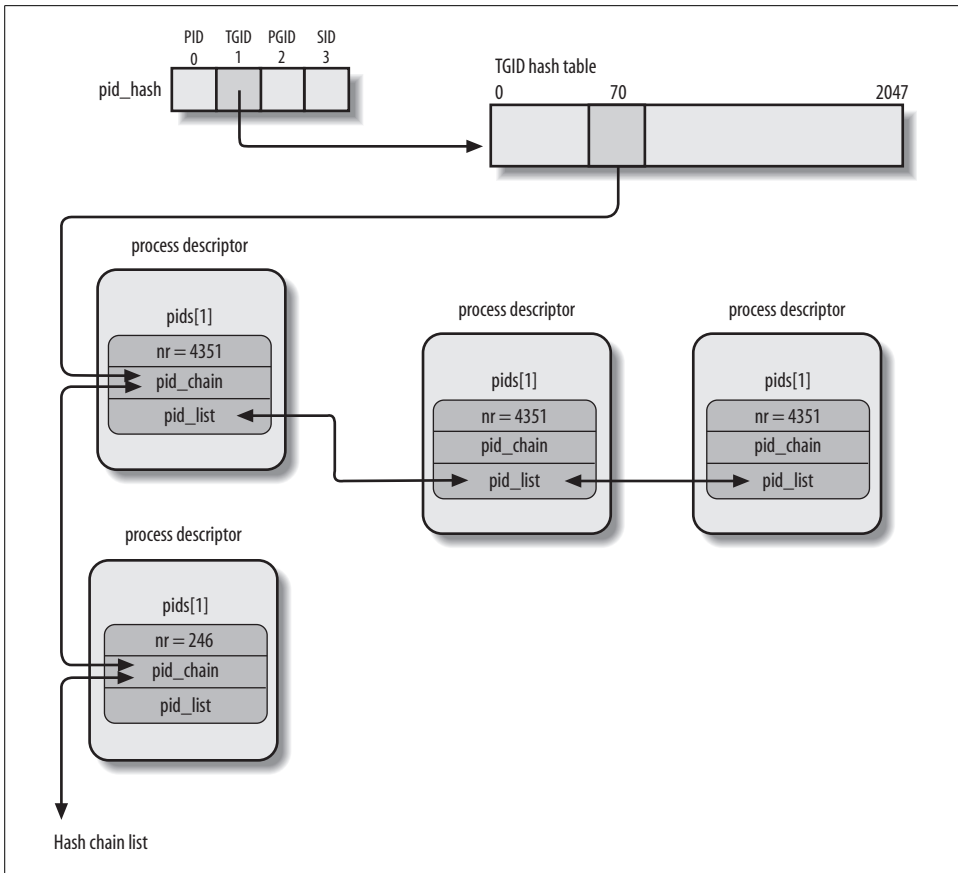 PID TGID PGID SID
0 1 2 3
pid_hash
TGID hash table
0 70 2047
process descriptor
pids[1]
nr = 4351
pid_chain
pid_list
process descriptor
pids[1]
nr = 4351
pid_chain
pid_list
process descriptor
pids[1]
nr = 4351
pid_chain
pid_list
process descriptor
pids[1]
nr = 246
pid_chain
pid_list
Hash chain list